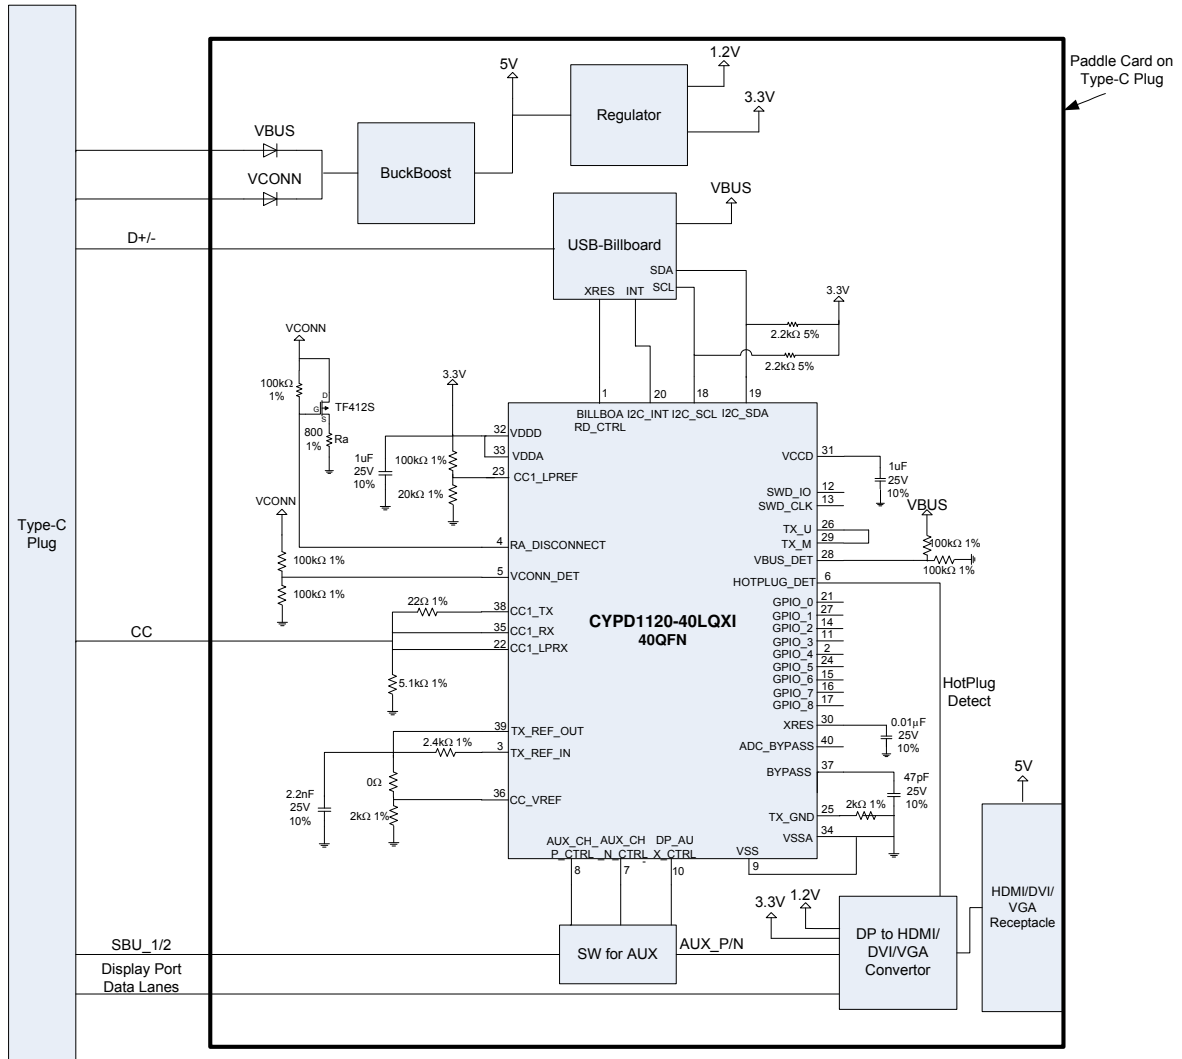 Paddle Card on
Type-C Plug
1.2V
5V
3.3V
Regulator
VBUS
BuckBoost
VCONN
VBUS
USB-Billboard
D+/-
SDA
SCL
XRES INT
3.3V
2.2kΩ 5%
2.2kΩ 5%
VCONN
100kΩ
1%
D
G
S
TF412S
800
1%
Ra
3.3V
1 20 18 19
BILLBOA I2C_INT I2C_SCL I2C_SDA
RD_CTRL
32 VDDD
33 VDDA
23 CC1_LPREF
1uF
25V
10%
100kΩ 1%
20kΩ 1%
VCCD 31
1uF
25V
10%
SWD_IO 12
SWD_CLK 13
VBUS
TX_U 26
TX_M 29
VBUS_DET 28
100kΩ 1%
100kΩ 1%
HOTPLUG_DET 6
Type-C
Plug
VCONN
4 RA_DISCONNECT
100kΩ 1%
5 VCONN_DET
100kΩ 1%
22Ω 1%
38 CC1_TX
35 CC1_RX
22 CC1_LPRX
CC
5.1kΩ 1%
CYPD1120-40LQXI
40QFN
GPIO_0 21
GPIO_1 27
GPIO_2 14
GPIO_3 11
GPIO_4 2
GPIO_5 24
GPIO_6 15
GPIO_7 16
GPIO_8 17
HotPlug
Detect
39 TX_REF_OUT
2.4kΩ 1%
3 TX_REF_IN
0Ω
2.2nF
25V
10%
36 CC_VREF
2kΩ 1%
XRES 30
0.01µF
25V
10%
ADC_BYPASS 40
BYPASS 37
47pF
25V
10%
TX_GND 25
2kΩ 1%
VSSA 34
5V
AUX_CH_ AUX_CH DP_AU
P_CTRL _N_CTRL X_CTRL
VSS
8 7 10 9
3.3V
1.2V
HDMI/DVI/
VGA
Receptacle
SBU_1/2
SW for AUX
AUX_P/N
DP to HDMI/
DVI/VGA
Convertor
Display Port
Data Lanes